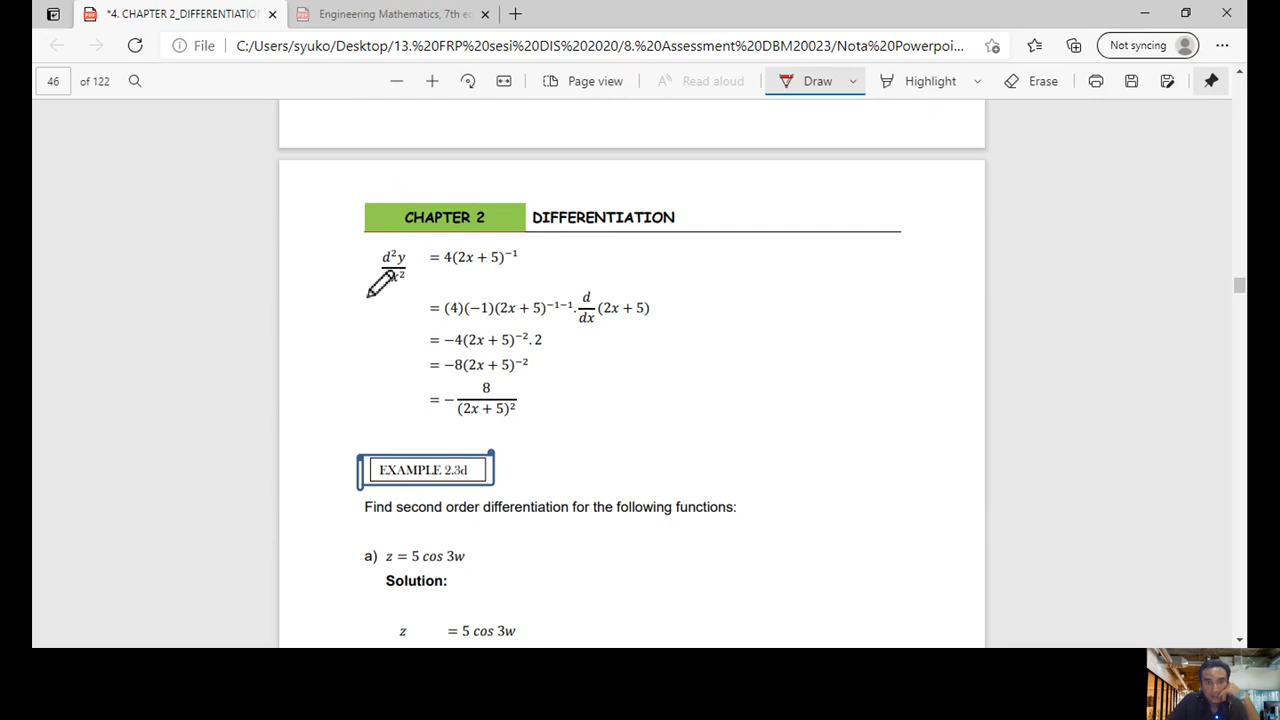 *4. CHAPTER 2_DIFFERENTIATIO
Engineering Mathematics, 7th e
File
C:/Users/syuko/Desktop/13.%20FRP%20sesi%20DIS%202020/8.%20Assessment%20DBM20023/Nota%20Powerpoi...
Not syncing
46 of 122
Page view
Read aloud
Draw
Highlight
Erase
CHAPTER 2 DIFFERENTIATION
d²y/ x² = 4(2x + 5)⁻¹
= (4)(−1)(2x + 5)⁻¹⁻¹. d/dx (2x + 5)
= −4(2x + 5)⁻². 2
= −8(2x + 5)⁻²
= − 8/(2x + 5)²
EXAMPLE 2.3d
Find second order differentiation for the following functions:
a) z = 5 cos 3w
Solution:
z = 5 cos 3w